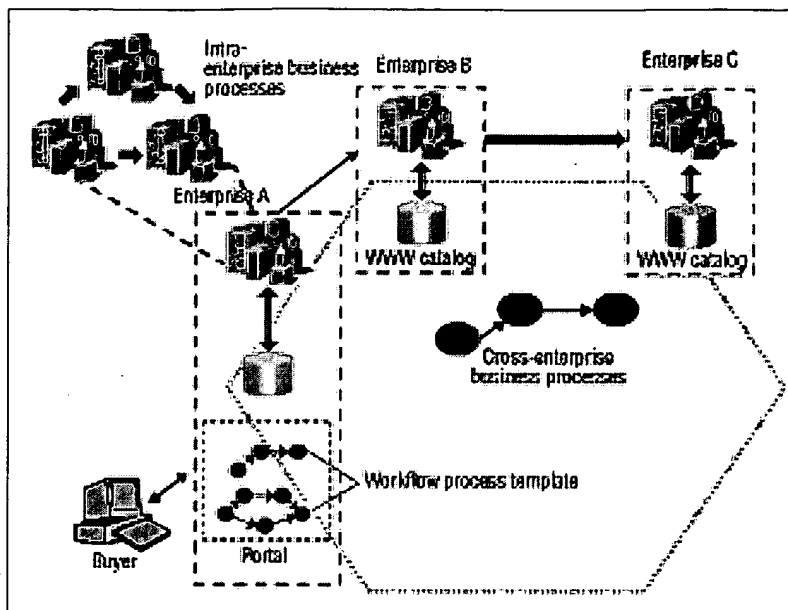 Intra-
enterprise business
processes
Enterprise B
Enterprise C
Enterprise A
WWW catalog
WWW catalog
Cross-enterprise
business processes
Workflow process template
Buyer
Portal